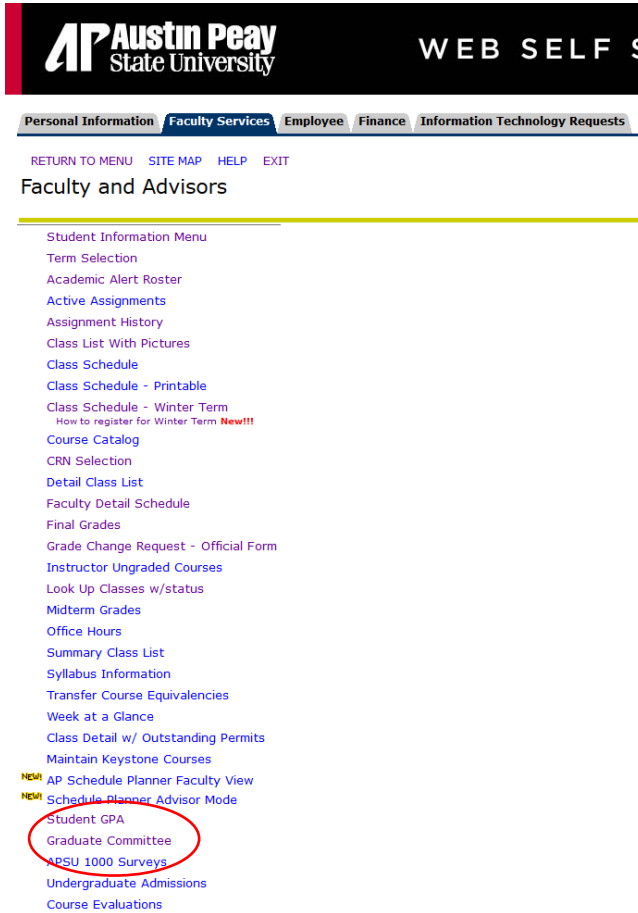 AP Austin Peay
State University
WEB SELF S
Personal Information Faculty Services Employee Finance Information Technology Requests
RETURN TO MENU SITE MAP HELP EXIT
Faculty and Advisors
Student Information Menu
Term Selection
Academic Alert Roster
Active Assignments
Assignment History
Class List With Pictures
Class Schedule
Class Schedule - Printable
Class Schedule - Winter Term
How to register for Winter Term New!!!
Course Catalog
CRN Selection
Detail Class List
Faculty Detail Schedule
Final Grades
Grade Change Request - Official Form
Instructor Ungraded Courses
Look Up Classes w/status
Midterm Grades
Office Hours
Summary Class List
Syllabus Information
Transfer Course Equivalencies
Week at a Glance
Class Detail w/ Outstanding Permits
Maintain Keystone Courses
NEW! AP Schedule Planner Faculty View
NEW! Schedule Planner Advisor Mode
Student GPA
Graduate Committee
APSU 1000 Surveys
Undergraduate Admissions
Course Evaluations